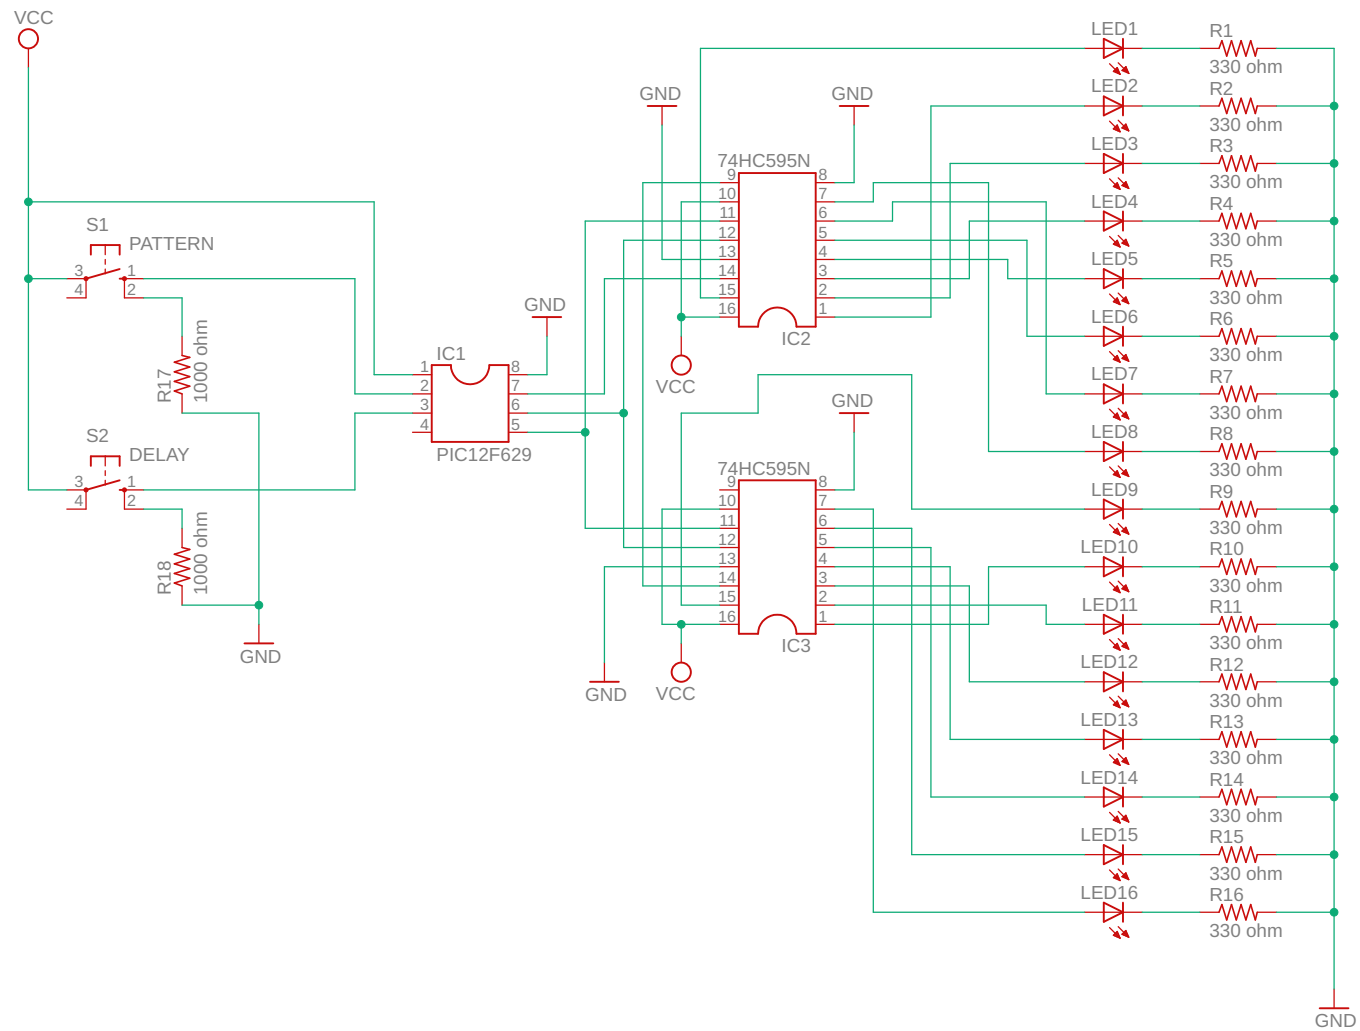 VCC
S1
PATTERN
3
1
4
2
R17
1000 ohm
S2
DELAY
3
1
4
2
R18
1000 ohm
GND
IC1
1
2
3
4
8
7
6
5
PIC12F629
GND
GND
GND
74HC595N
9
10
11
12
13
14
15
16
8
7
6
5
4
3
2
1
IC2
VCC
GND
74HC595N
9
10
11
12
13
14
15
16
8
7
6
5
4
3
2
1
IC3
GND
VCC
LED1
R1
330 ohm
LED2
R2
330 ohm
LED3
R3
330 ohm
LED4
R4
330 ohm
LED5
R5
330 ohm
LED6
R6
330 ohm
LED7
R7
330 ohm
LED8
R8
330 ohm
LED9
R9
330 ohm
LED10
R10
330 ohm
LED11
R11
330 ohm
LED12
R12
330 ohm
LED13
R13
330 ohm
LED14
R14
330 ohm
LED15
R15
330 ohm
LED16
R16
330 ohm
GND